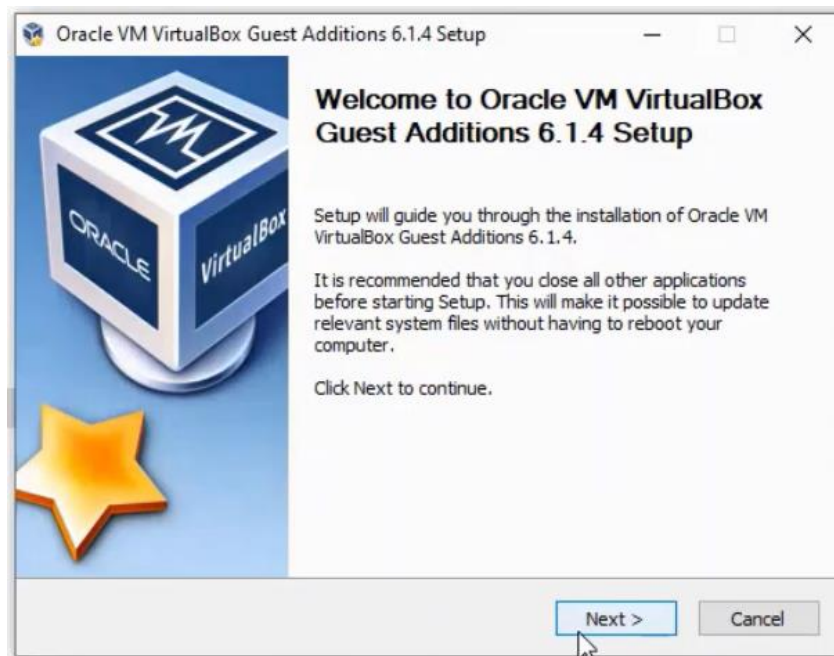 Oracle VM VirtualBox Guest Additions 6.1.4 Setup
Welcome to Oracle VM VirtualBox
Guest Additions 6.1.4 Setup
ORACLE
VirtualBox
Setup will guide you through the installation of Oracle VM
VirtualBox Guest Additions 6.1.4.
It is recommended that you close all other applications
before starting Setup. This will make it possible to update
relevant system files without having to reboot your
computer.
Click Next to continue.
Next >
Cancel